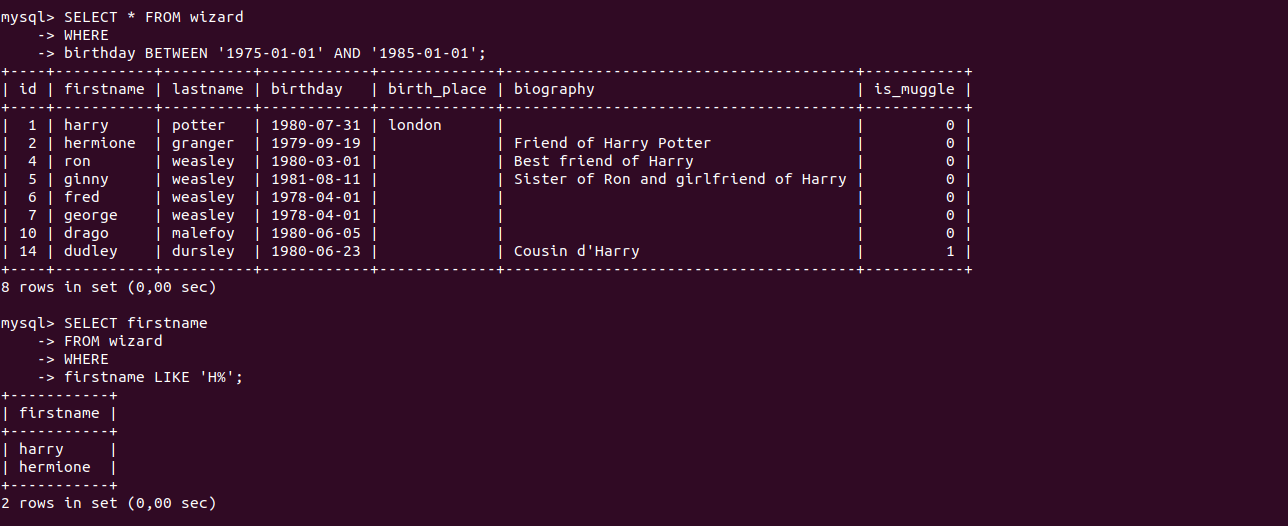 mysql> SELECT * FROM wizard
    -> WHERE
    -> birthday BETWEEN '1975-01-01' AND '1985-01-01';
+----+-----------+----------+------------+-------------+---------------------------------------+-----------+
| id | firstname | lastname | birthday   | birth_place | biography                             | is_muggle |
+----+-----------+----------+------------+-------------+---------------------------------------+-----------+
|  1 | harry     | potter   | 1980-07-31 | london      |                                       |         0 |
|  2 | hermione  | granger  | 1979-09-19 |             | Friend of Harry Potter                |         0 |
|  4 | ron       | weasley  | 1980-03-01 |             | Best friend of Harry                  |         0 |
|  5 | ginny     | weasley  | 1981-08-11 |             | Sister of Ron and girlfriend of Harry |         0 |
|  6 | fred      | weasley  | 1978-04-01 |             |                                       |         0 |
|  7 | george    | weasley  | 1978-04-01 |             |                                       |         0 |
| 10 | drago     | malefoy  | 1980-06-05 |             |                                       |         0 |
| 14 | dudley    | dursley  | 1980-06-23 |             | Cousin d'Harry                        |         1 |
+----+-----------+----------+------------+-------------+---------------------------------------+-----------+
8 rows in set (0,00 sec)

mysql> SELECT firstname
    -> FROM wizard
    -> WHERE
    -> firstname LIKE 'H%';
+-----------+
| firstname |
+-----------+
| harry     |
| hermione  |
+-----------+
2 rows in set (0,00 sec)